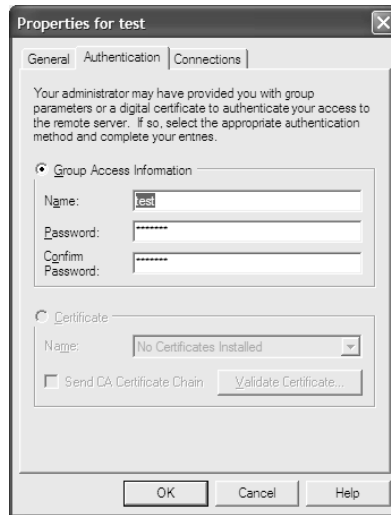 Properties for test
General Authentication Connections
Your administrator may have provided you with group
parameters or a digital certificate to authenticate your access to
the remote server. If so, select the appropriate authentication
method and complete your entries.
Group Access Information
Name: test
Password: *******
Confirm
Password: *******
Certificate
Name: No Certificates Installed
Send CA Certificate Chain Validate Certificate...
OK Cancel Help